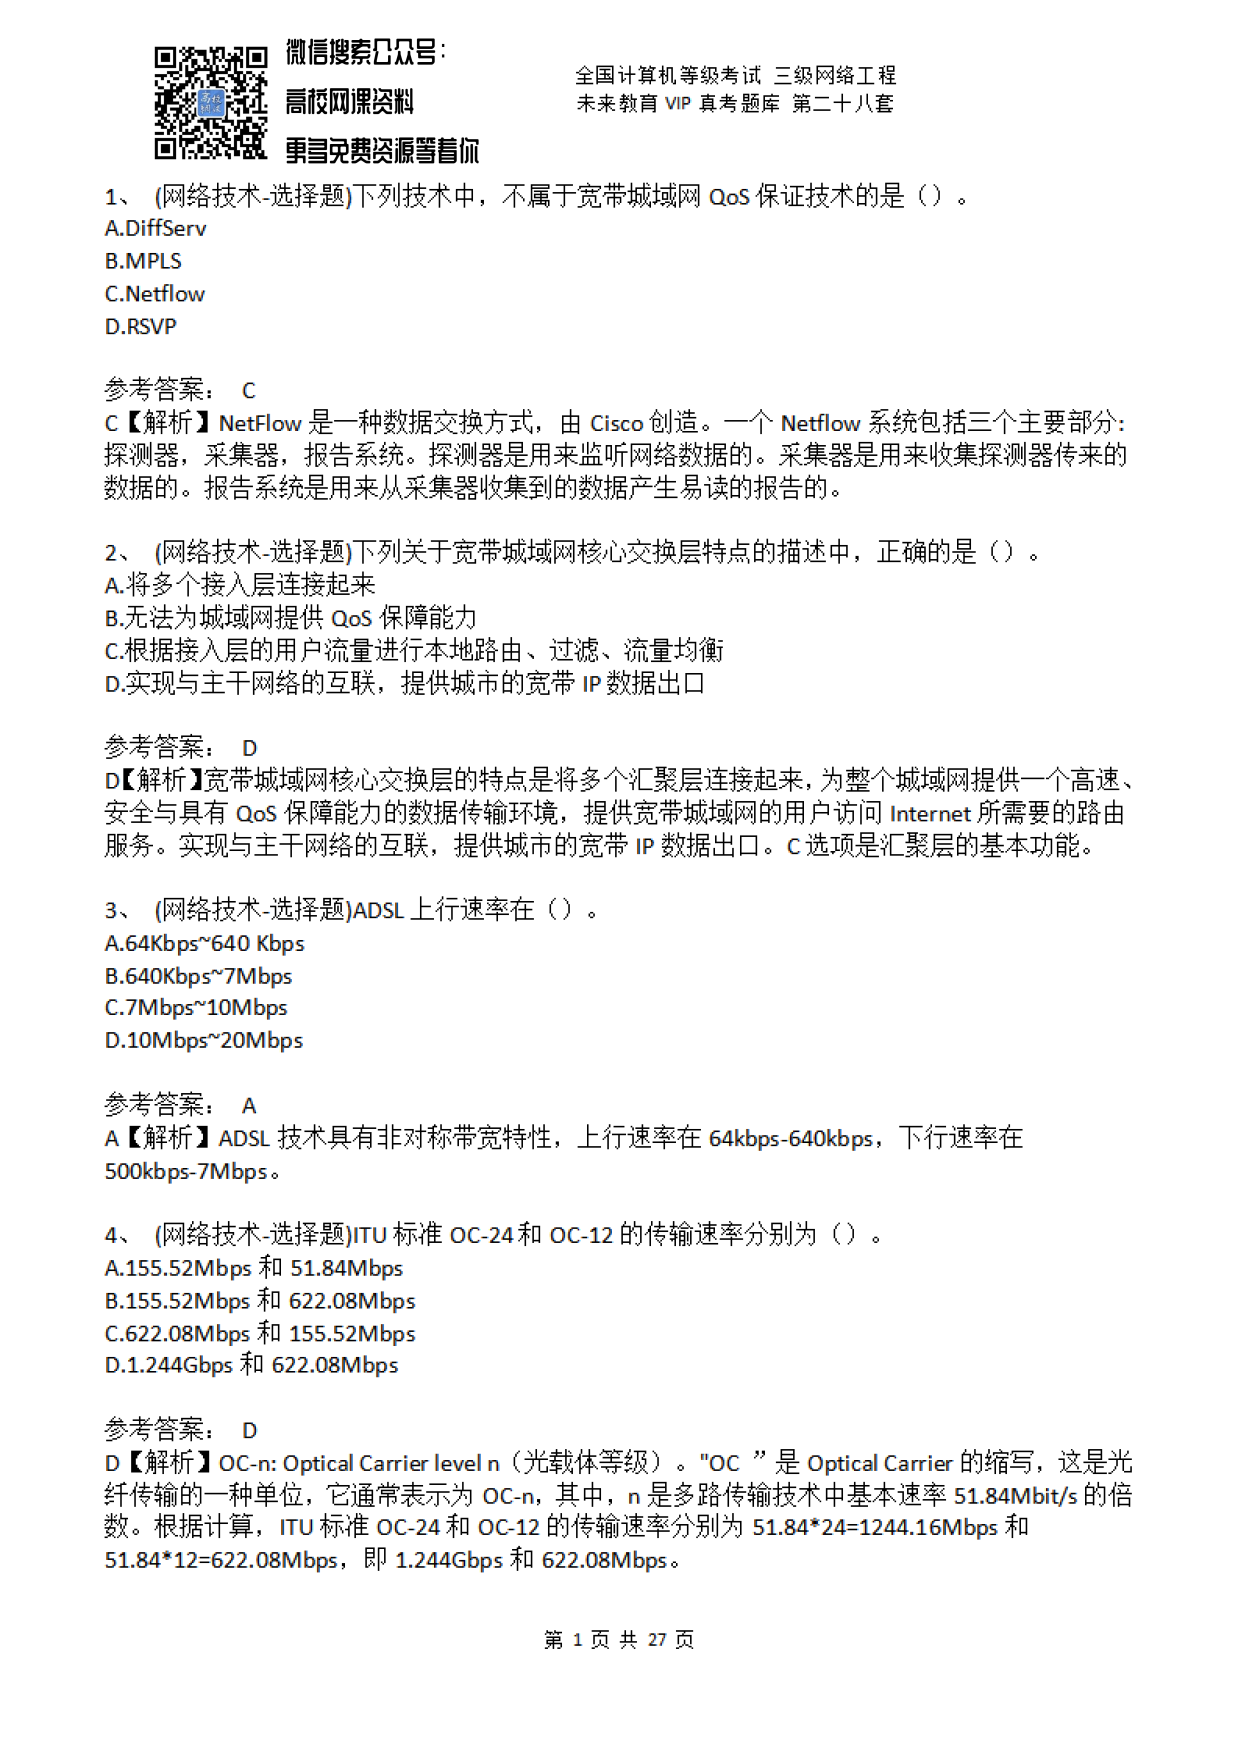 微信搜索公众号:
高校网课资料
更多免费资源等着你
全国计算机等级考试 三级网络工程
未来教育 VIP 真考题库 第二十八套
1、 (网络技术-选择题)下列技术中，不属于宽带城域网 QoS 保证技术的是（）。
A.DiffServ
B.MPLS
C.Netflow
D.RSVP
参考答案： C
C【解析】NetFlow 是一种数据交换方式，由 Cisco 创造。一个 Netflow 系统包括三个主要部分:
探测器，采集器，报告系统。探测器是用来监听网络数据的。采集器是用来收集探测器传来的
数据的。报告系统是用来从采集器收集到的数据产生易读的报告的。
2、 (网络技术-选择题)下列关于宽带城域网核心交换层特点的描述中，正确的是（）。
A.将多个接入层连接起来
B.无法为城域网提供 QoS 保障能力
C.根据接入层的用户流量进行本地路由、过滤、流量均衡
D.实现与主干网络的互联，提供城市的宽带 IP 数据出口
参考答案： D
D【解析】宽带城域网核心交换层的特点是将多个汇聚层连接起来，为整个城域网提供一个高速、
安全与具有 QoS 保障能力的数据传输环境，提供宽带城域网的用户访问 Internet 所需要的路由
服务。实现与主干网络的互联，提供城市的宽带 IP 数据出口。C 选项是汇聚层的基本功能。
3、 (网络技术-选择题)ADSL 上行速率在（）。
A.64Kbps~640 Kbps
B.640Kbps~7Mbps
C.7Mbps~10Mbps
D.10Mbps~20Mbps
参考答案： A
A【解析】ADSL 技术具有非对称带宽特性，上行速率在 64kbps-640kbps，下行速率在
500kbps-7Mbps。
4、 (网络技术-选择题)ITU 标准 OC-24 和 OC-12 的传输速率分别为（）。
A.155.52Mbps 和 51.84Mbps
B.155.52Mbps 和 622.08Mbps
C.622.08Mbps 和 155.52Mbps
D.1.244Gbps 和 622.08Mbps
参考答案： D
D【解析】OC-n: Optical Carrier level n（光载体等级）。"OC ”是 Optical Carrier 的缩写，这是光
纤传输的一种单位，它通常表示为 OC-n，其中，n 是多路传输技术中基本速率 51.84Mbit/s 的倍
数。根据计算，ITU 标准 OC-24 和 OC-12 的传输速率分别为 51.84*24=1244.16Mbps 和
51.84*12=622.08Mbps，即 1.244Gbps 和 622.08Mbps。
第 1 页 共 27 页